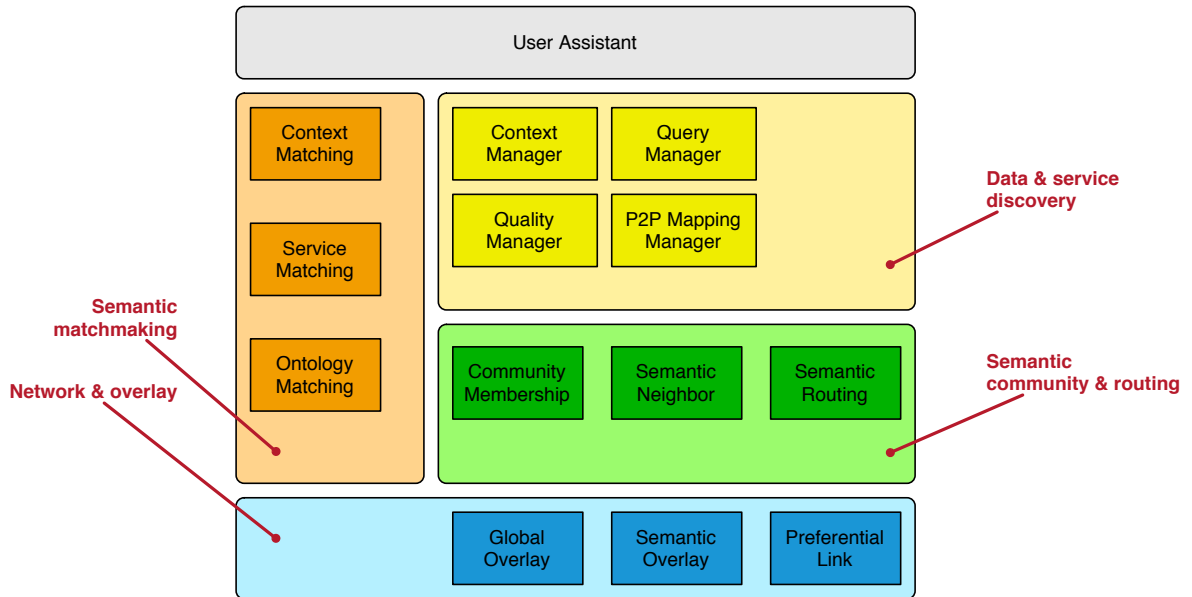 User Assistant
Context
Matching
Service
Matching
Ontology
Matching
Context
Manager
Query
Manager
Quality
Manager
P2P Mapping
Manager
Data & service
discovery
Semantic
matchmaking
Network & overlay
Community
Membership
Semantic
Neighbor
Semantic
Routing
Semantic
community & routing
Global
Overlay
Semantic
Overlay
Preferential
Link